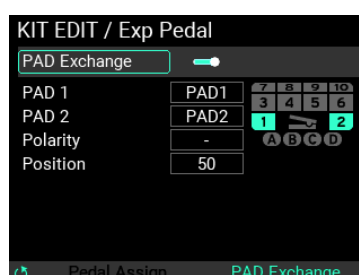 KIT EDIT / Exp Pedal
PAD Exchange
PAD 1 PAD1
PAD 2 PAD2
Polarity -
Position 50
7 8 9 10
3 4 5 6
1 2
A B C D
Pedal Assign PAD Exchange